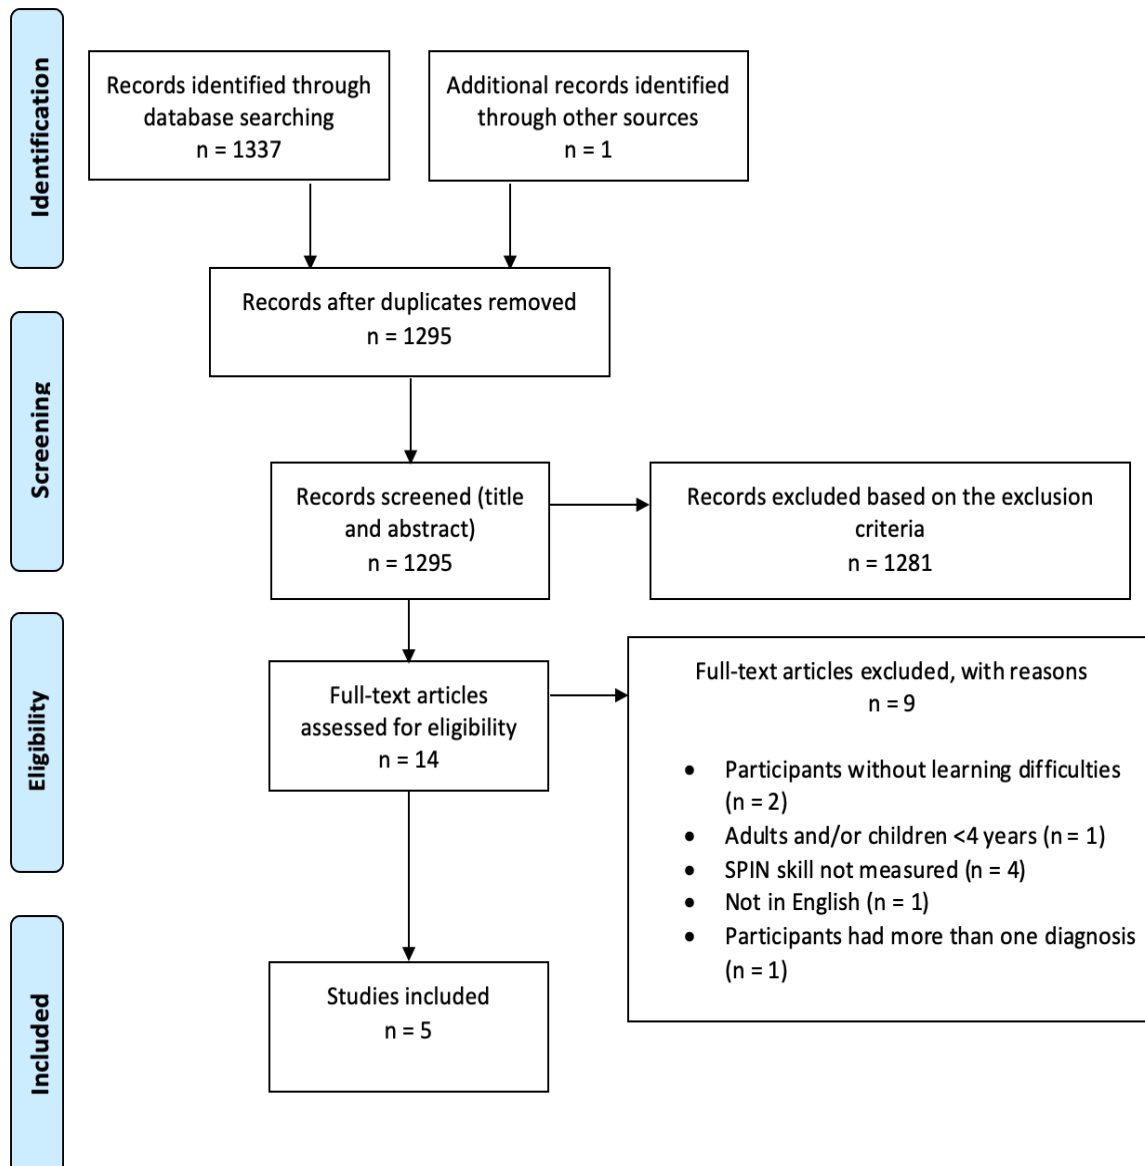 Identification
Records identified through
database searching
n = 1337
Additional records identified
through other sources
n = 1
Records after duplicates removed
n = 1295
Screening
Records screened (title
and abstract)
n = 1295
Records excluded based on the exclusion
criteria
n = 1281
Eligibility
Full-text articles
assessed for eligibility
n = 14
Full-text articles excluded, with reasons
n = 9
• Participants without learning difficulties
(n = 2)
• Adults and/or children <4 years (n = 1)
• SPIN skill not measured (n = 4)
• Not in English (n = 1)
• Participants had more than one diagnosis
(n = 1)
Included
Studies included
n = 5